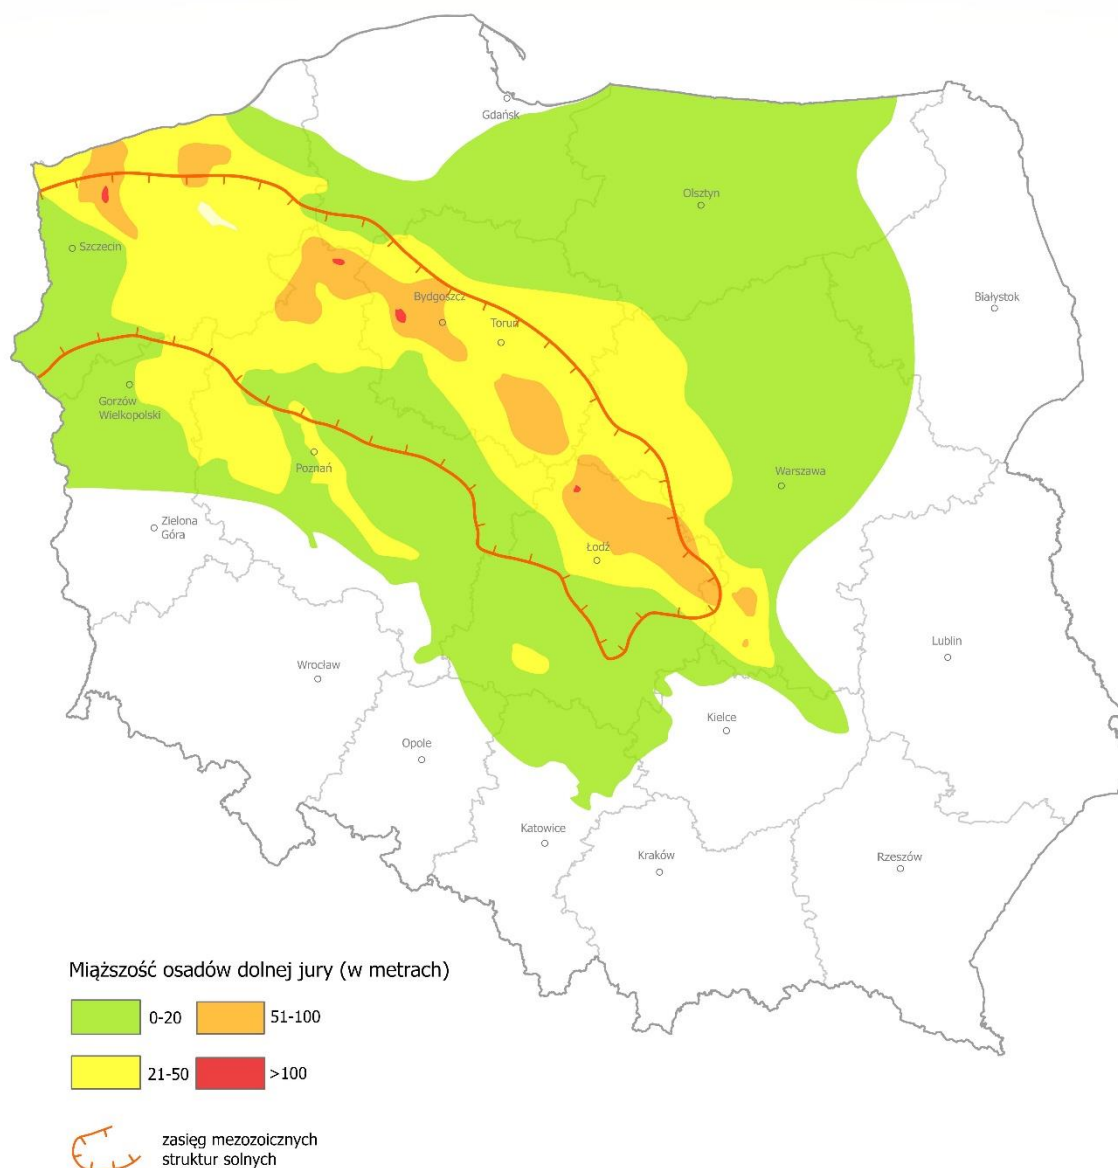 Gdańsk
Olsztyn
Szczecin
Białystok
Bydgoszcz
Toruń
Gorzów
Wielkopolski
Poznań
Warszawa
Zielona
Góra
Łodź
Lublin
Wrocław
Kielce
Opole
Katowice
Kraków
Rzeszów
Miąższość osadów dolnej jury (w metrach)
0-20
51-100
21-50
>100
zasięg mezozoicznych
struktur solnych